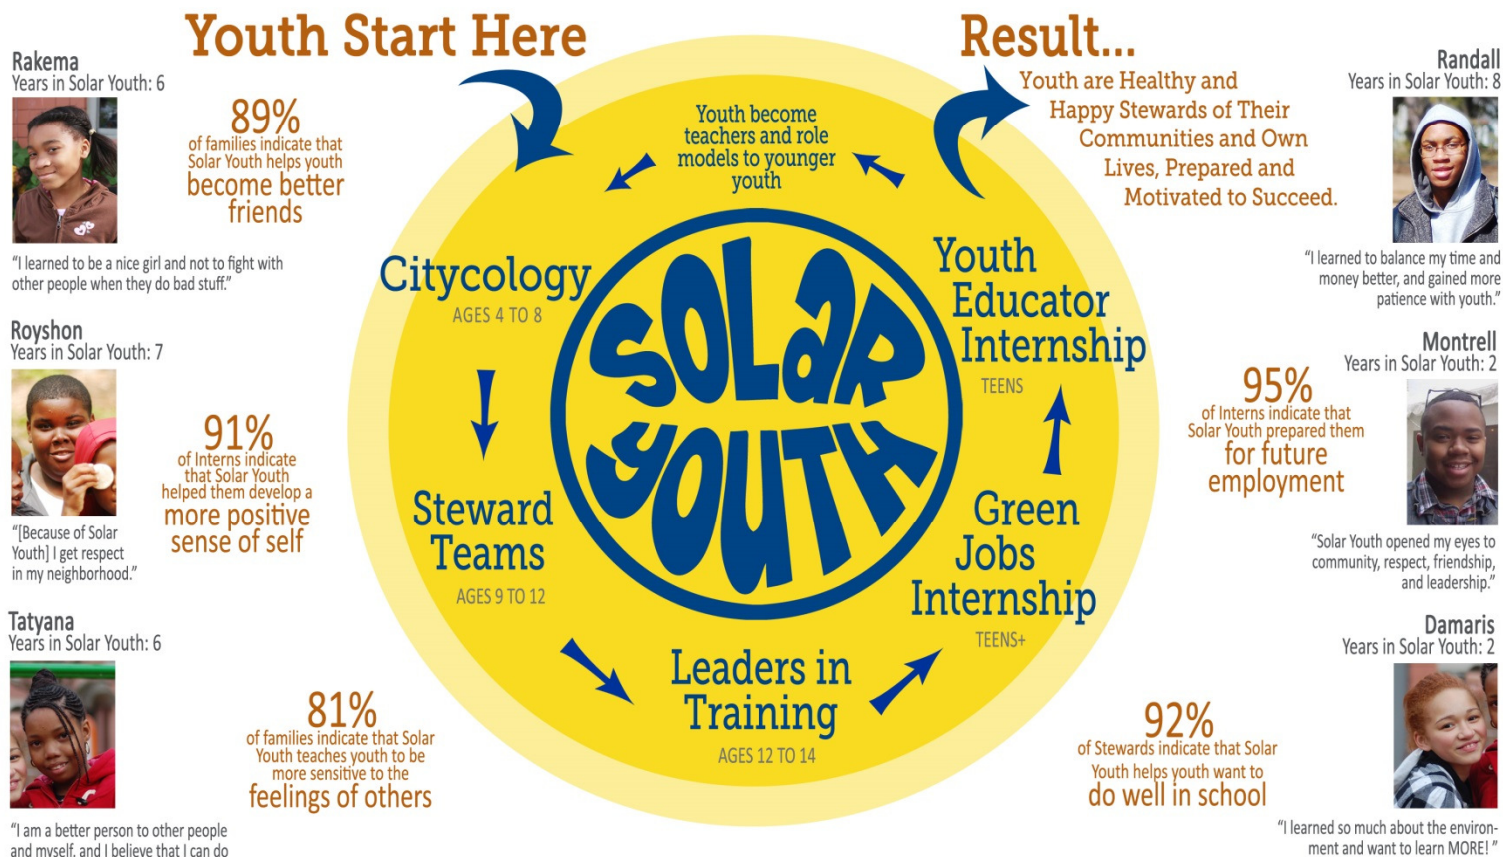 Youth Start Here
Result...
Rakema
Years in Solar Youth: 6
89%
of families indicate that
Solar Youth helps youth
become better
friends
"I learned to be a nice girl and not to fight with
other people when they do bad stuff."
Royshon
Years in Solar Youth: 7
91%
of Interns indicate
that Solar Youth
helped them develop a
more positive
sense of self
"[Because of Solar
Youth] I get respect
in my neighborhood."
Tatyana
Years in Solar Youth: 6
81%
of families indicate that Solar
Youth teaches youth to be
more sensitive to the
feelings of others
"I am a better person to other people
and myself, and I believe that I can do
Youth become
teachers and role
models to younger
youth
Citycology
AGES 4 TO 8
Steward
Teams
AGES 9 TO 12
Leaders in
Training
AGES 12 TO 14
Green
Jobs
Internship
TEENS+
Youth
Educator
Internship
TEENS
SOLaR
YOUTH
Youth are Healthy and
Happy Stewards of Their
Communities and Own
Lives, Prepared and
Motivated to Succeed.
Randall
Years in Solar Youth: 8
"I learned to balance my time and
money better, and gained more
patience with youth."
Montrell
Years in Solar Youth: 2
95%
of Interns indicate that
Solar Youth prepared them
for future
employment
"Solar Youth opened my eyes to
community, respect, friendship,
and leadership."
Damaris
Years in Solar Youth: 2
92%
of Stewards indicate that Solar
Youth helps youth want to
do well in school
"I learned so much about the environ-
ment and want to learn MORE! "